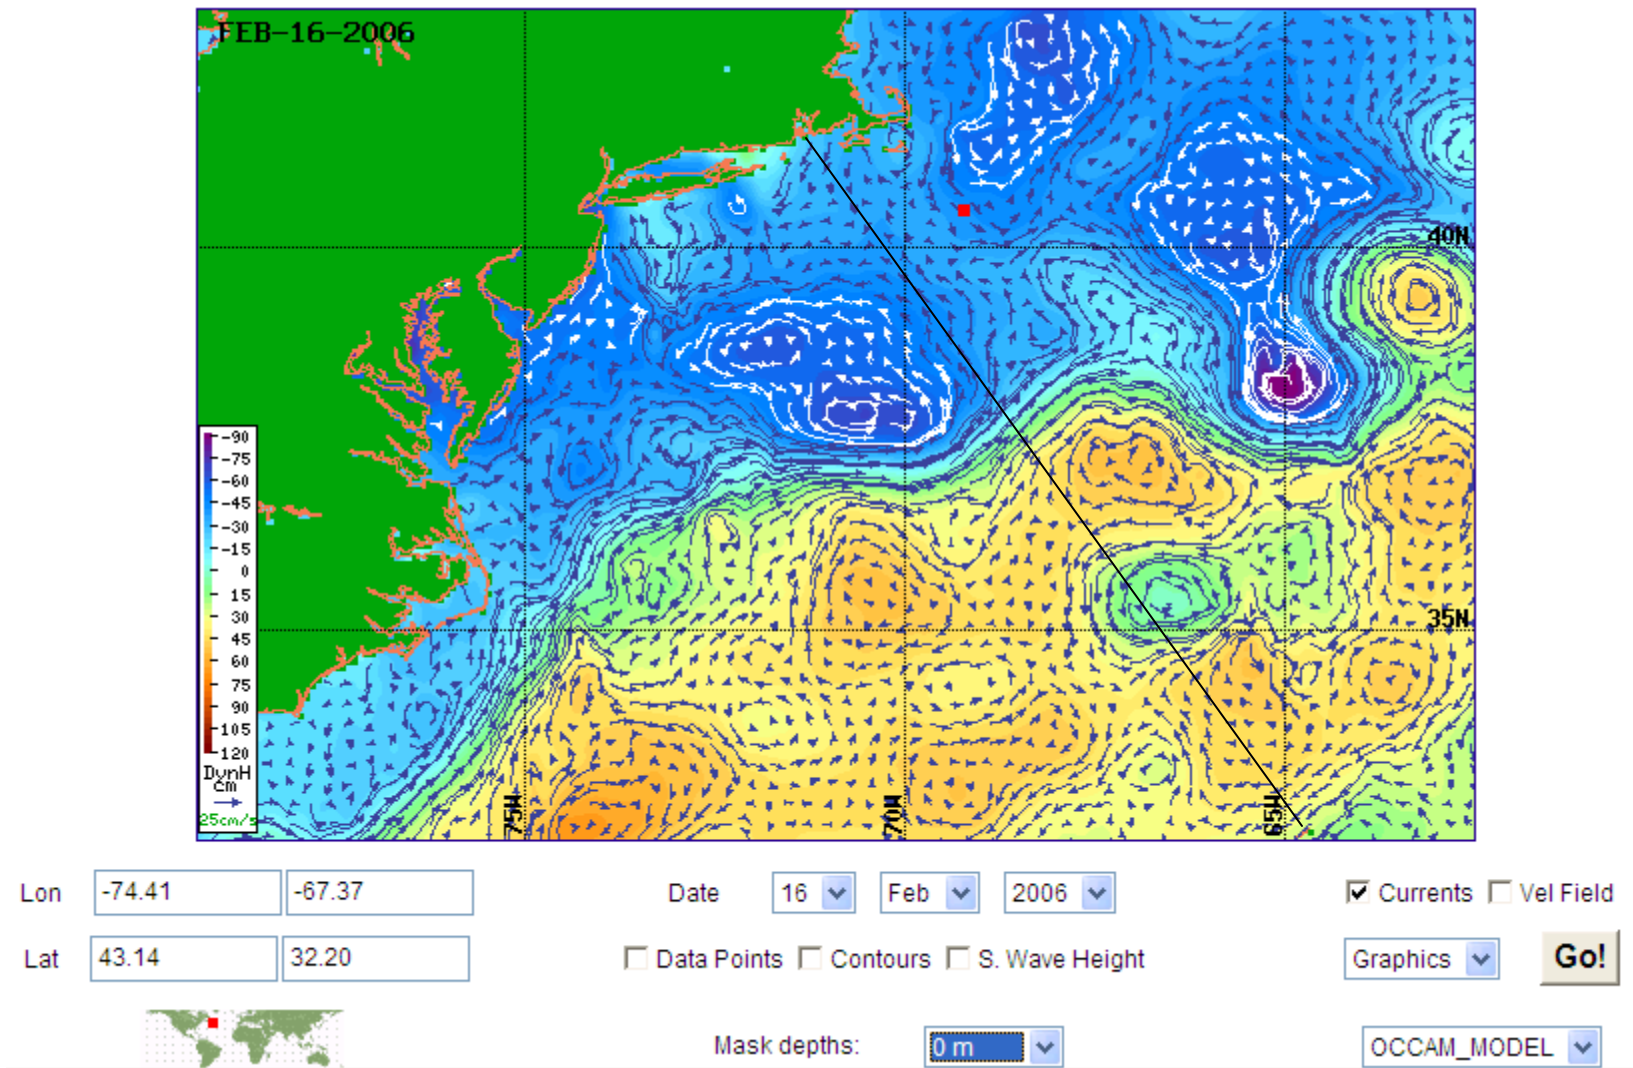 FEB-16-2006
40N
35N
75W
70W
65W
-90
-75
-60
-45
-30
-15
0
15
30
45
60
75
90
105
120
DynH
cm
25cm/s
Lon -74.41 -67.37 Date 16 Feb 2006 Currents Vel Field
Lat 43.14 32.20 Data Points Contours S. Wave Height Graphics Go!
Mask depths: 0 m OCCAM_MODEL